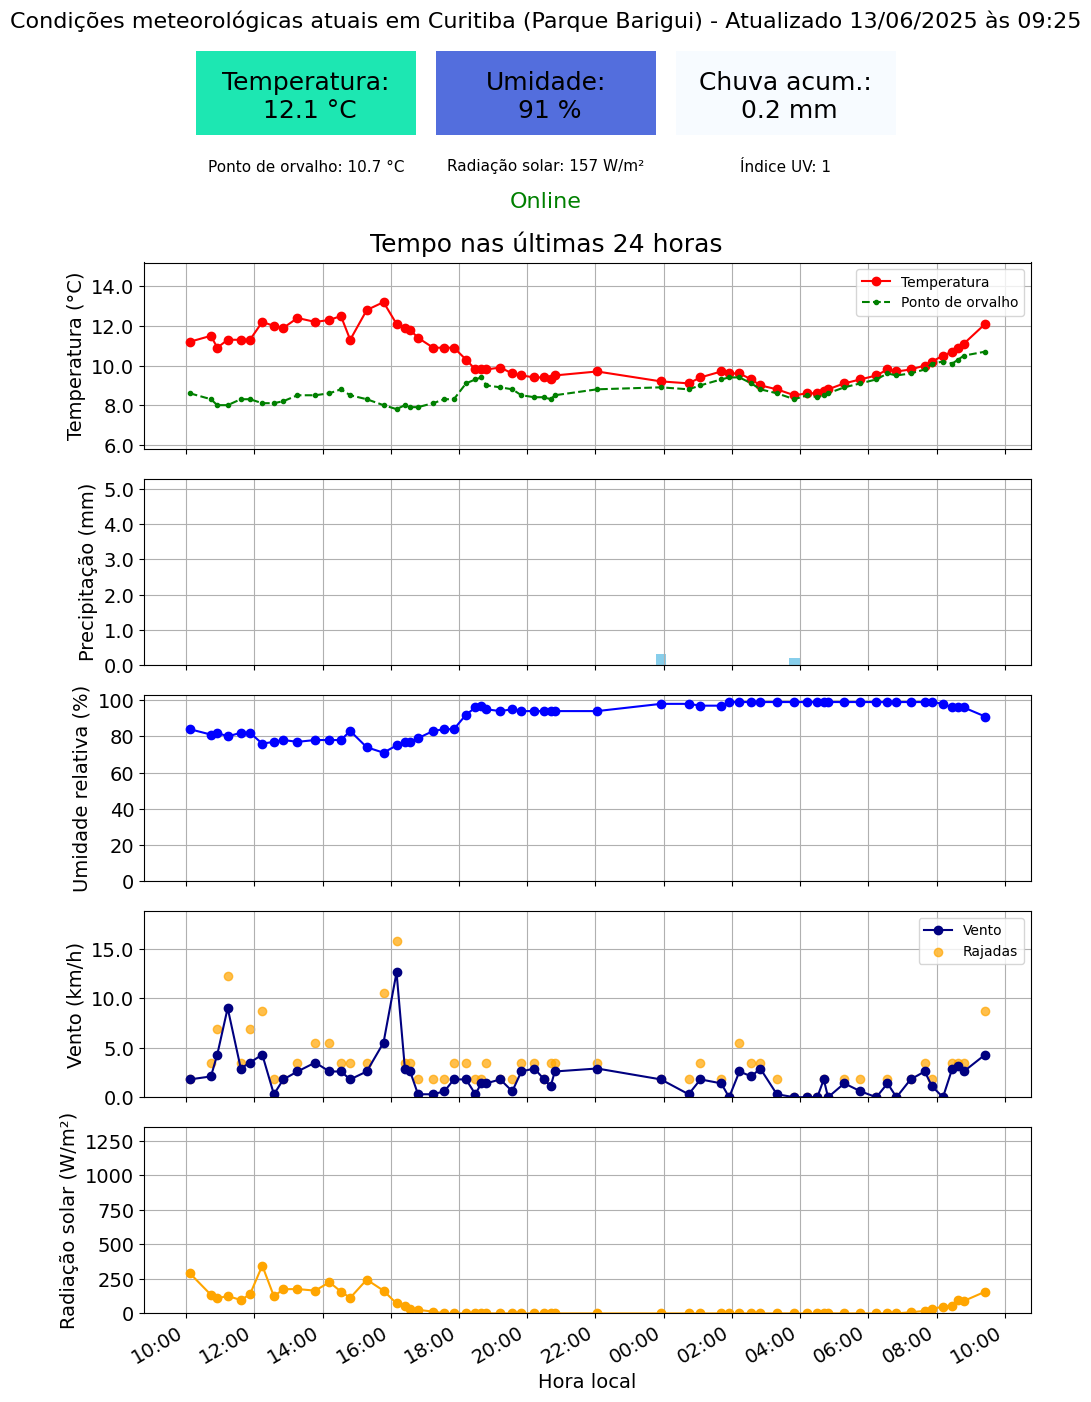 Condições meteorológicas atuais em Curitiba (Parque Barigui) - Atualizado 13/06/2025 às 09:25
Temperatura:
12.1 °C
Umidade:
91 %
Chuva acum.:
0.2 mm
Ponto de orvalho: 10.7 °C
Radiação solar: 157 W/m²
Índice UV: 1
Online
Tempo nas últimas 24 horas
Temperatura (°C)
14.0
12.0
10.0
8.0
6.0
Temperatura
Ponto de orvalho
Precipitação (mm)
5.0
4.0
3.0
2.0
1.0
0.0
Umidade relativa (%)
100
80
60
40
20
0
Vento (km/h)
15.0
10.0
5.0
0.0
Vento
Rajadas
Radiação solar (W/m²)
1250
1000
750
500
250
0
10:00
12:00
14:00
16:00
18:00
20:00
22:00
00:00
02:00
04:00
06:00
08:00
10:00
Hora local